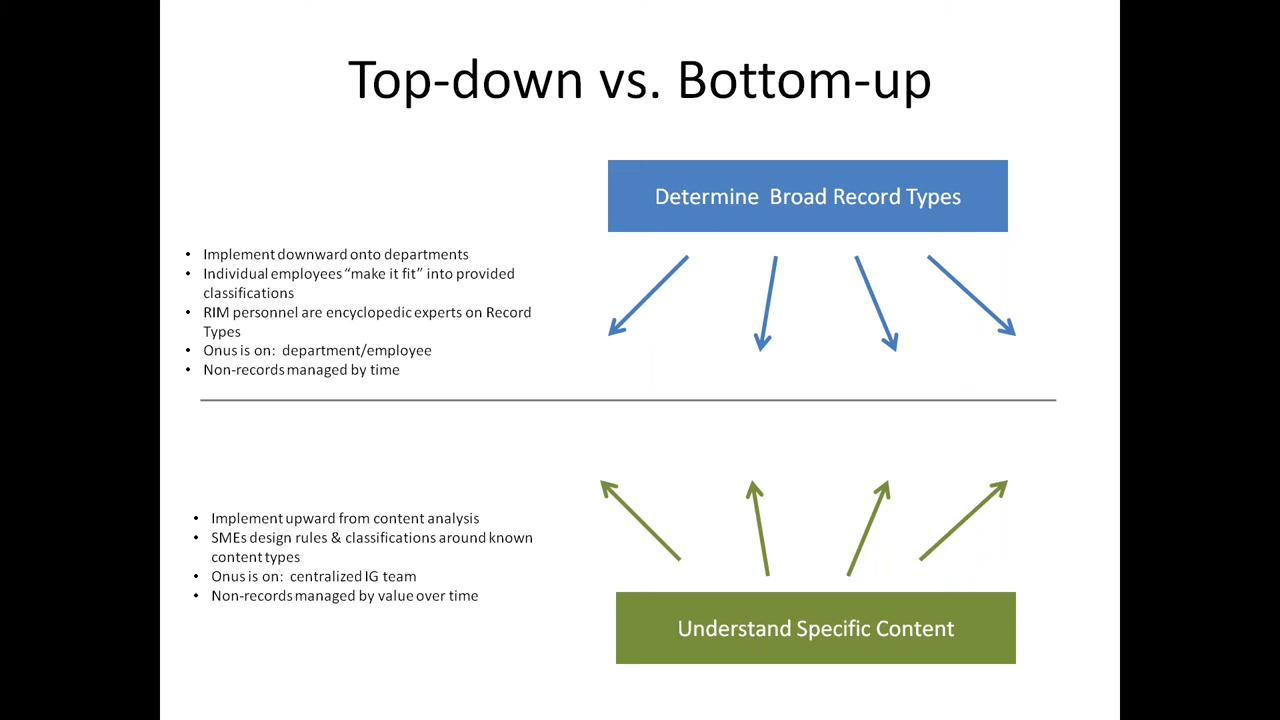 Top-down vs. Bottom-up
Determine  Broad Record Types
• Implement downward onto departments
• Individual employees “make it fit” into provided
classifications
• RIM personnel are encyclopedic experts on Record
Types
• Onus is on:  department/employee
• Non-records managed by time
• Implement upward from content analysis
• SMEs design rules & classifications around known
content types
• Onus is on:  centralized IG team
• Non-records managed by value over time
Understand Specific Content